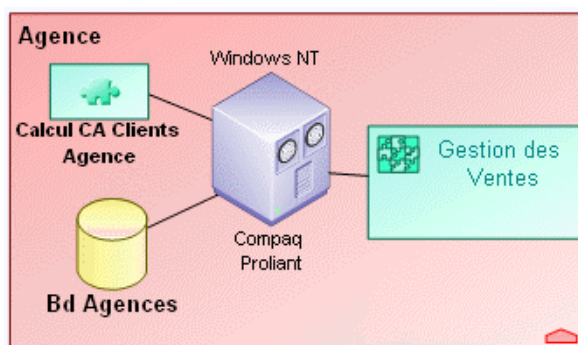 Agence
Windows NT
Calcul CA Clients
Agence
Gestion des
Ventes
Compaq
Proliant
Bd Agences